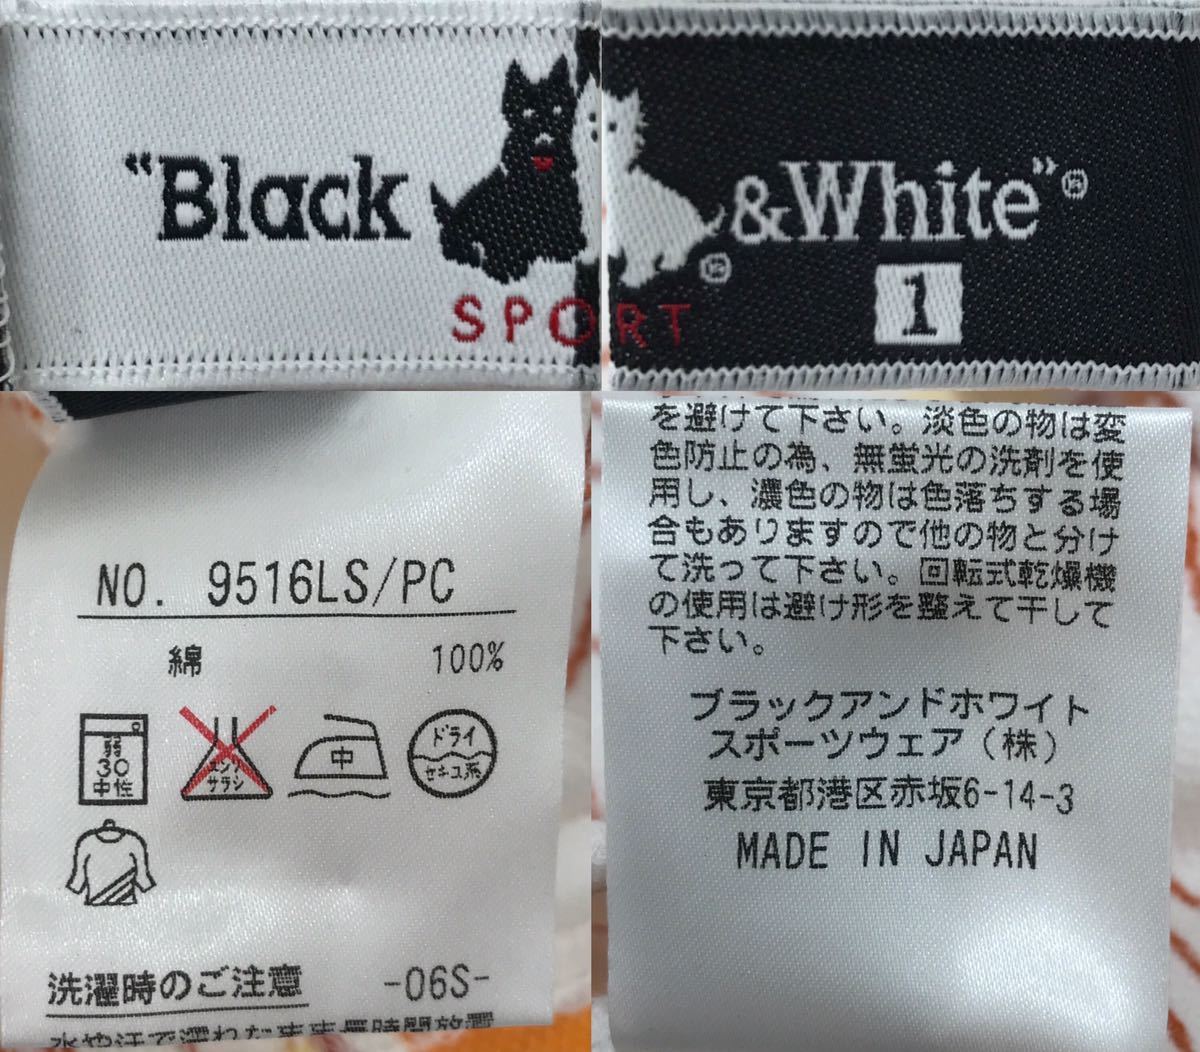 “Black &White”®
®
SPORT
1
NO. 9516LS/PC
綿 100%
弱
30
中性
エンソ
サラシ
中
ドライ
セキユ系
洗濯時のご注意 -06S-
を避けて下さい。淡色の物は変
色防止の為、無蛍光の洗剤を使
用し、濃色の物は色落ちする場
合もありますので他の物と分け
て洗って下さい。回転式乾燥機
の使用は避け形を整えて干して
下さい。
ブラックアンドホワイト
スポーツウェア(株)
東京都港区赤坂6-14-3
MADE IN JAPAN